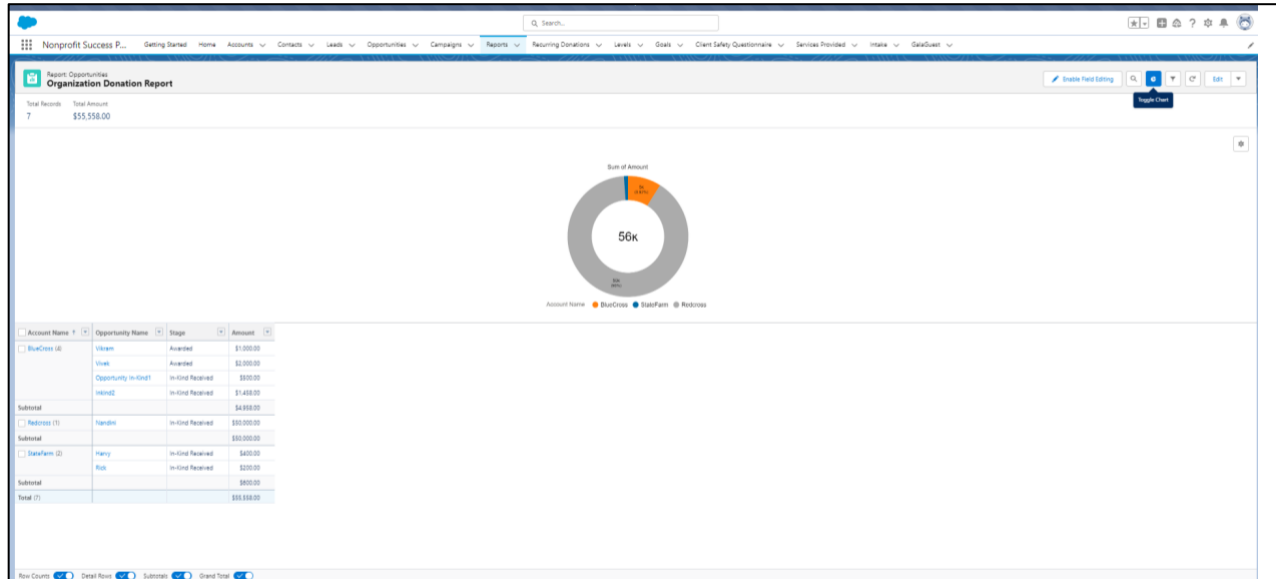 Search...
Nonprofit Success P... Getting Started Home Accounts Contacts Leads Opportunities Campaigns Reports Recurring Donations Levels Goals Client Safety Questionnaire Services Provided Intake GalaGuest
Report: Opportunities
Organization Donation Report
Enable Field Editing Edit
Toggle Chart
Total Records Total Amount
7 $55,558.00
Sum of Amount
56K
Account Name BlueCross StateFarm Redcross
Account Name ↑ Opportunity Name Stage Amount
BlueCross (4) Vikram Awarded $1,000.00
Vivek Awarded $2,000.00
Opportunity In-Kind1 In-Kind Received $500.00
Inkind2 In-Kind Received $1,458.00
Subtotal $4,958.00
Redcross (1) Nandini In-Kind Received $50,000.00
Subtotal $50,000.00
StateFarm (2) Harvy In-Kind Received $400.00
In-Kind Received $200.00
Subtotal $600.00
Total (7) $55,558.00
Row Counts Detail Rows Subtotals Grand Total